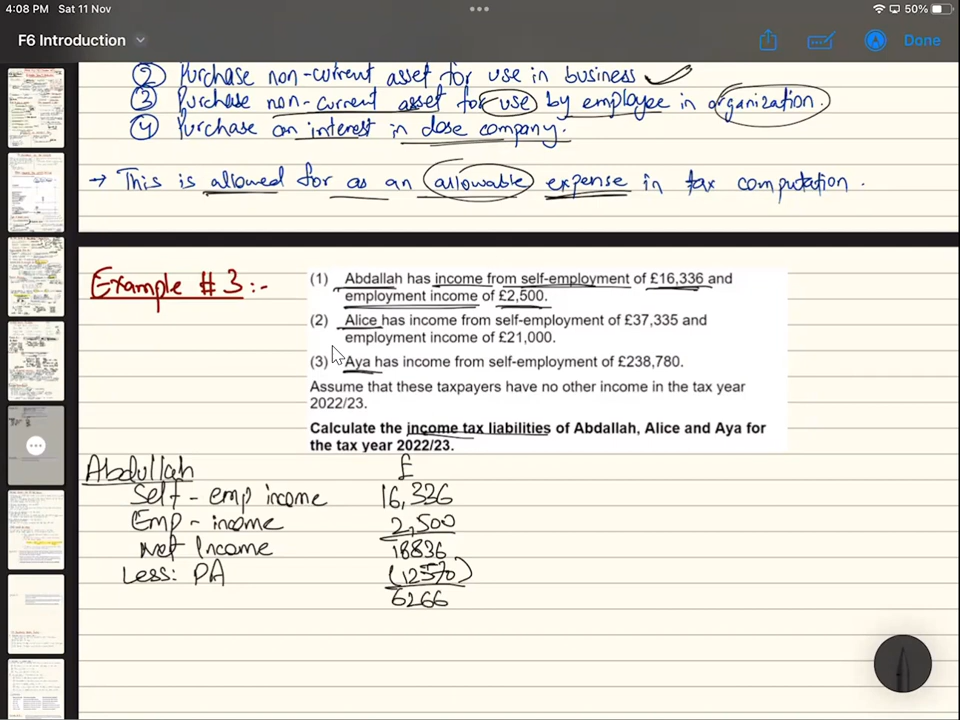 4:08 PM Sat 11 Nov
50%
F6 Introduction
Done
② Purchase non-current asset for use in business
③ Purchase non-current asset for use by employee in organization.
④ Purchase an interest in close company.
→ This is allowed for as an allowable expense in tax computation.
Example #3:-
(1) Abdallah has income from self-employment of £16,336 and
employment income of £2,500.
(2) Alice has income from self-employment of £37,335 and
employment income of £21,000.
(3) Aya has income from self-employment of £238,780.
Assume that these taxpayers have no other income in the tax year
2022/23.
Calculate the income tax liabilities of Abdallah, Alice and Aya for
the tax year 2022/23.
Abdullah £
Self-emp income 16,336
Emp-income 2,500
Net Income 18836
Less: PA (12570)
6266